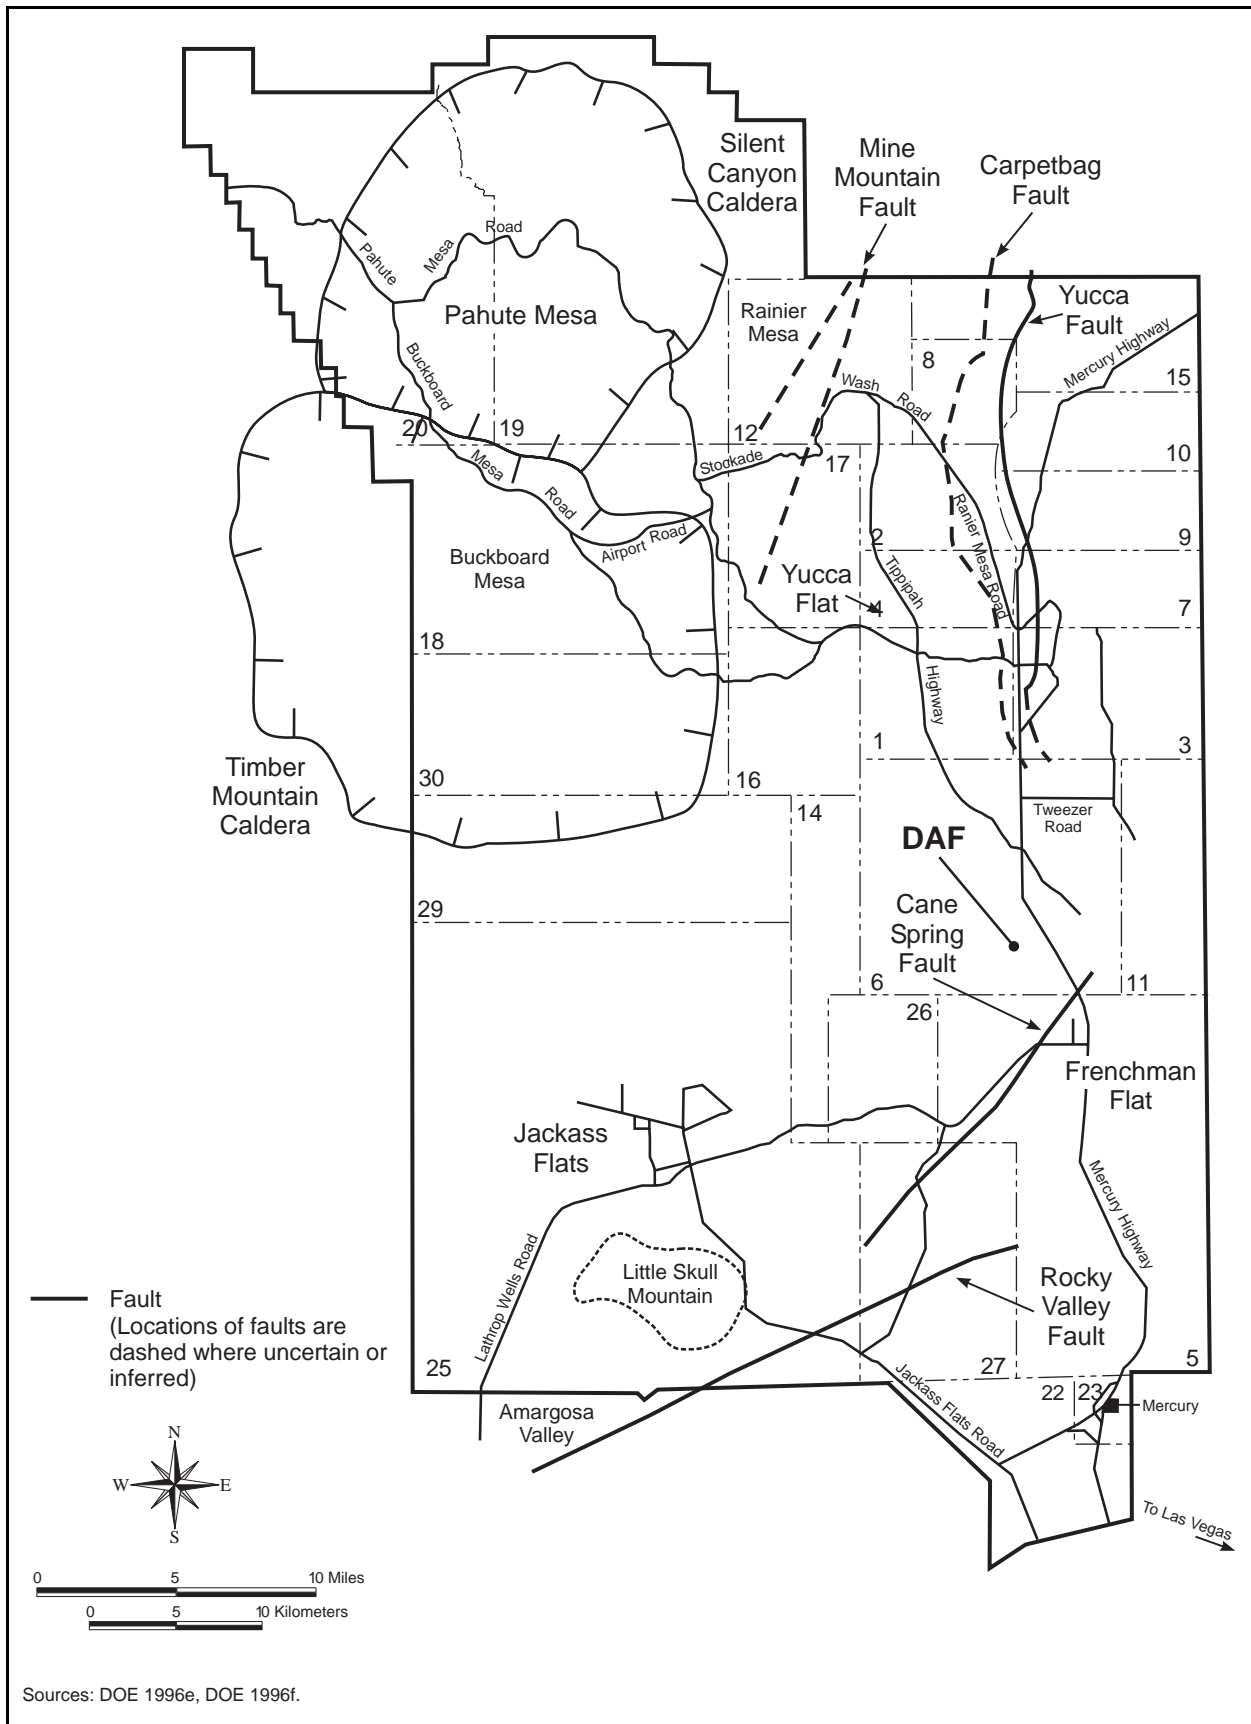 Silent
Canyon
Caldera
Mine
Mountain
Fault
Carpetbag
Fault
Yucca
Fault
Pahute
Mesa
Road
Pahute Mesa
Rainier
Mesa
Mercury Highway
8
15
Buckboard
Mesa
Road
Wash
Road
20
19
12
17
10
Stockade
Airport Road
Ranier Mesa Road
Buckboard
Mesa
2
9
Yucca
Flat
Tippipah
Highway
4
7
18
1
3
Timber
Mountain
Caldera
30
16
14
Tweezer
Road
DAF
29
Cane
Spring
Fault
6
11
26
Frenchman
Flat
Jackass
Flats
Mercury Highway
Lathrop Wells Road
Little Skull
Mountain
Rocky
Valley
Fault
Fault
(Locations of faults are
dashed where uncertain or
inferred)
25
27
5
22
23
Mercury
Jackass Flats Road
Amargosa
Valley
N
W
E
S
To Las Vegas
0 5 10 Miles
0 5 10 Kilometers
Sources: DOE 1996e, DOE 1996f.